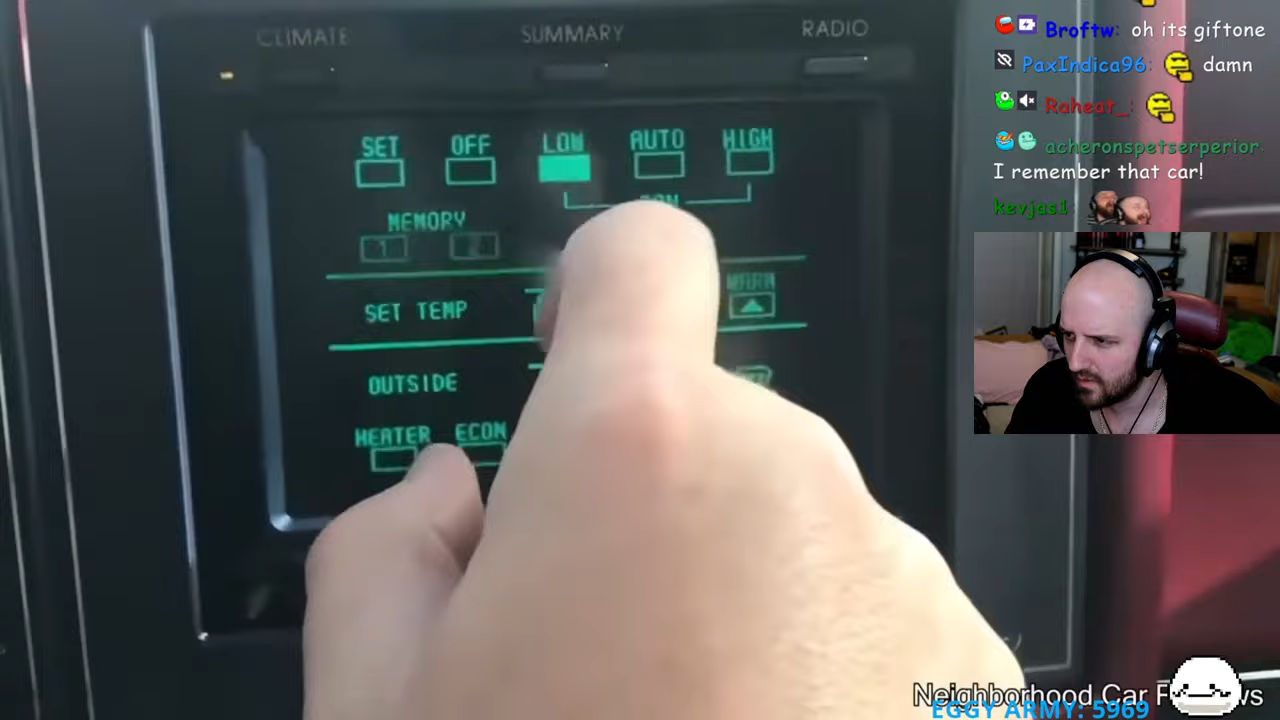 CLIMATE SUMMARY RADIO
SET OFF LOW AUTO HIGH
MEMORY
1
SET TEMP WARM
OUTSIDE
HEATER ECON
Broftw: oh its giftone
PaxIndica96: damn
Raheat_:
acheronspetserperior:
I remember that car!
kevjas1:
Neighborhood Car
EGGY ARMY: 5969